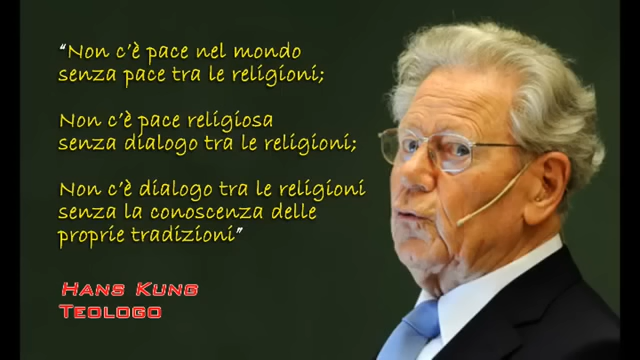 “Non c’è pace nel mondo
senza pace tra le religioni;
Non c’è pace religiosa
senza dialogo tra le religioni;
Non c’è dialogo tra le religioni
senza la conoscenza delle
proprie tradizioni”
Hans Kung
Teologo